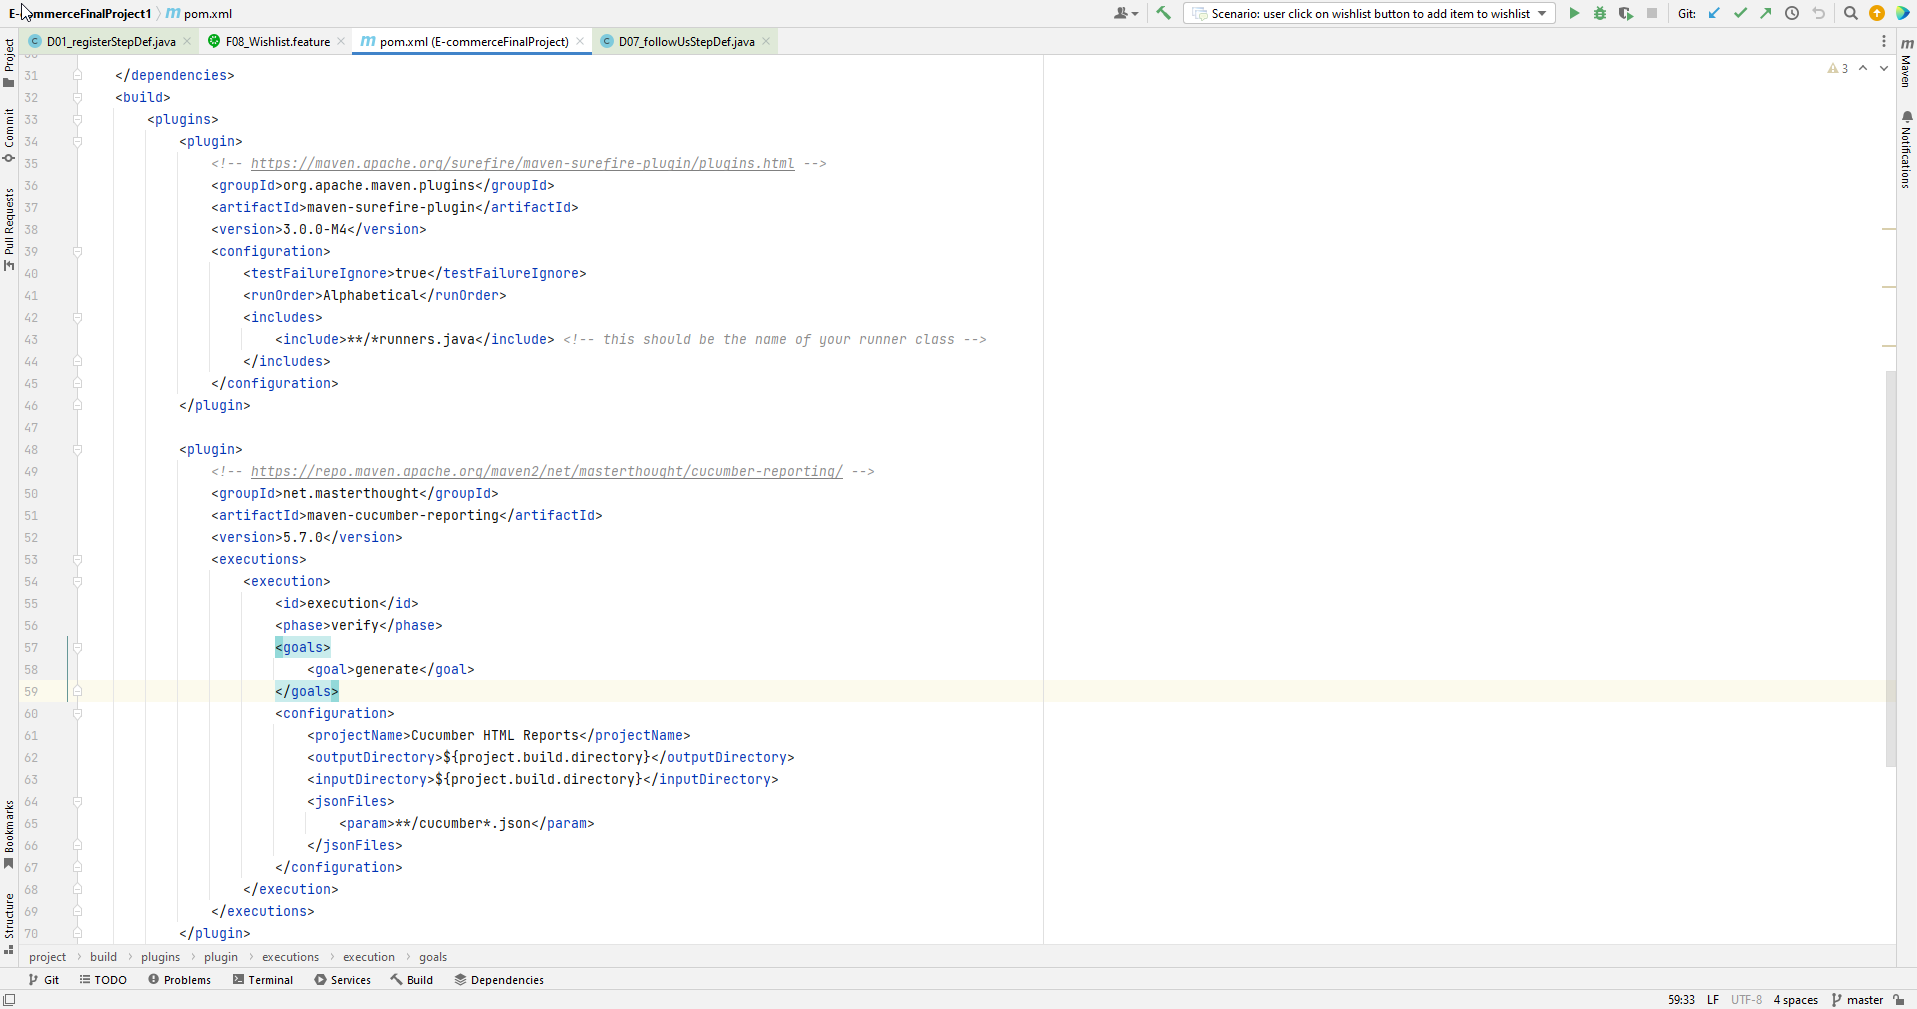 E-commerceFinalProject1 pom.xml
Scenario: user click on wishlist button to add item to wishlist
Git:
D01_registerStepDef.java
F08_Wishlist.feature
pom.xml (E-commerceFinalProject)
D07_followUsStepDef.java
Project
Commit
Pull Requests
Bookmarks
Structure
Maven
Notifications
3
31 </dependencies>
32 <build>
33 <plugins>
34 <plugin>
35 <!-- https://maven.apache.org/surefire/maven-surefire-plugin/plugins.html -->
36 <groupId>org.apache.maven.plugins</groupId>
37 <artifactId>maven-surefire-plugin</artifactId>
38 <version>3.0.0-M4</version>
39 <configuration>
40 <testFailureIgnore>true</testFailureIgnore>
41 <runOrder>Alphabetical</runOrder>
42 <includes>
43 <include>**/*runners.java</include> <!-- this should be the name of your runner class -->
44 </includes>
45 </configuration>
46 </plugin>
47
48 <plugin>
49 <!-- https://repo.maven.apache.org/maven2/net/masterthought/cucumber-reporting/ -->
50 <groupId>net.masterthought</groupId>
51 <artifactId>maven-cucumber-reporting</artifactId>
52 <version>5.7.0</version>
53 <executions>
54 <execution>
55 <id>execution</id>
56 <phase>verify</phase>
57 <goals>
58 <goal>generate</goal>
59 </goals>
60 <configuration>
61 <projectName>Cucumber HTML Reports</projectName>
62 <outputDirectory>${project.build.directory}</outputDirectory>
63 <inputDirectory>${project.build.directory}</inputDirectory>
64 <jsonFiles>
65 <param>**/cucumber*.json</param>
66 </jsonFiles>
67 </configuration>
68 </execution>
69 </executions>
70 </plugin>
project › build › plugins › plugin › executions › execution › goals
Git TODO Problems Terminal Services Build Dependencies
59:33 LF UTF-8 4 spaces master